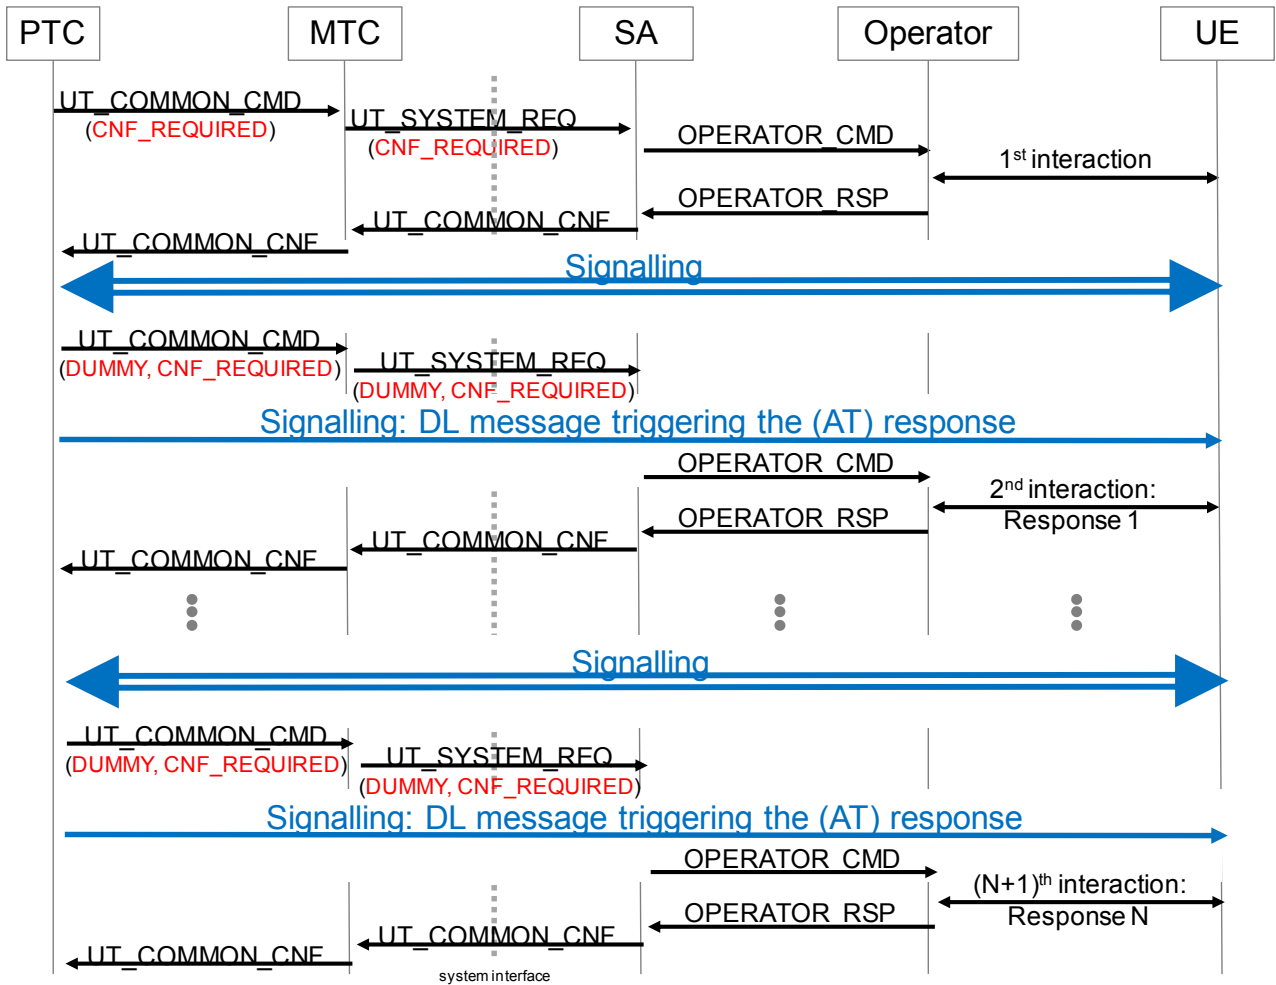 PTC
MTC
SA
Operator
UE
UT_COMMON_CMD
(CNF_REQUIRED)
UT_SYSTEM_REQ
(CNF_REQUIRED)
OPERATOR_CMD
1st interaction
OPERATOR_RSP
UT_COMMON_CNF
UT_COMMON_CNF
Signalling
UT_COMMON_CMD
(DUMMY, CNF_REQUIRED)
UT_SYSTEM_REQ
(DUMMY, CNF_REQUIRED)
Signalling: DL message triggering the (AT) response
OPERATOR_CMD
2nd interaction:
Response 1
OPERATOR_RSP
UT_COMMON_CNF
UT_COMMON_CNF
Signalling
UT_COMMON_CMD
(DUMMY, CNF_REQUIRED)
UT_SYSTEM_REQ
(DUMMY, CNF_REQUIRED)
Signalling: DL message triggering the (AT) response
OPERATOR_CMD
(N+1)th interaction:
Response N
OPERATOR_RSP
UT_COMMON_CNF
UT_COMMON_CNF
system interface